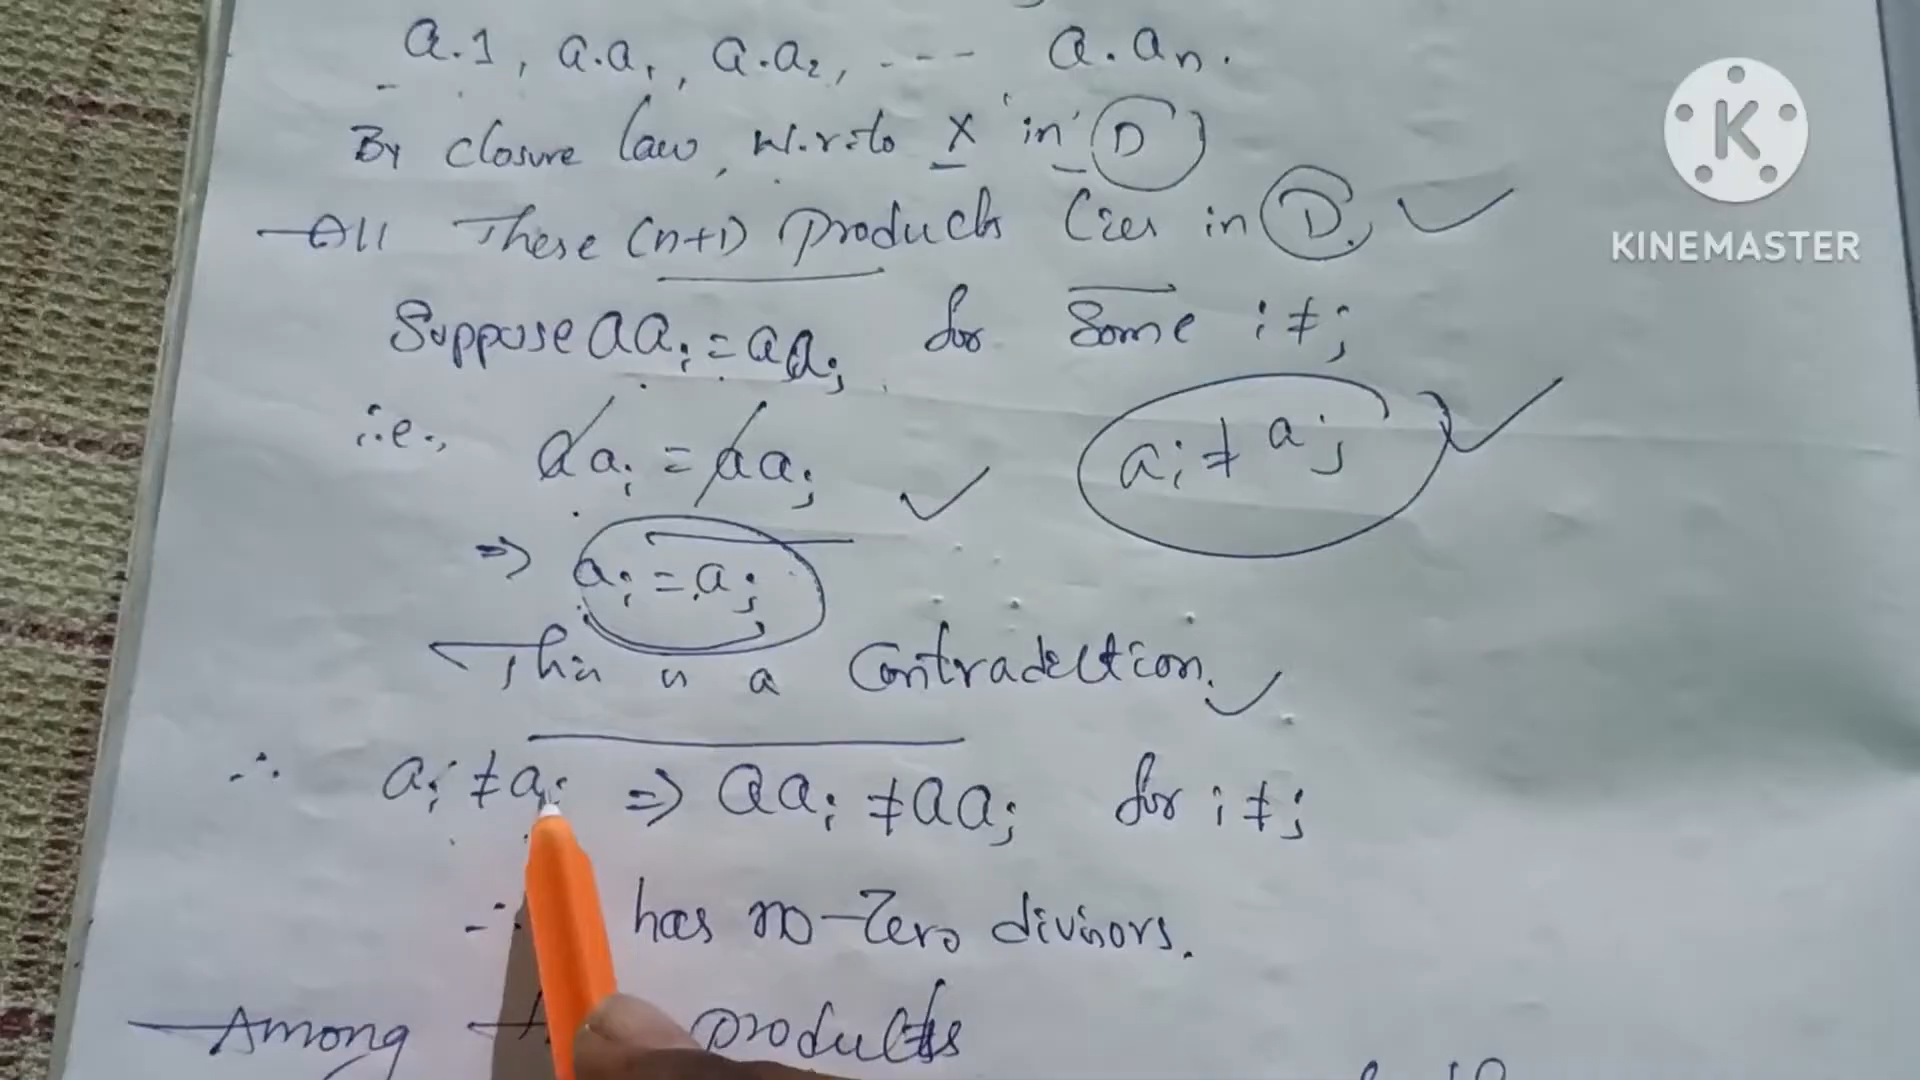 a.1, a.a₁, a.a₂, --- a.aₙ.
By closure law, w.r.to X in D
All These (n+1) products lies in D.
Suppose aaᵢ = aaⱼ for some i ≠ j
i.e., aaᵢ = aaⱼ
aᵢ ≠ aⱼ
⇒ aᵢ = aⱼ
This is a Contradiction.
∴ aᵢ ≠ aⱼ ⇒ aaᵢ ≠ aaⱼ for i ≠ j
∴ has no-Zero divisors.
Among products
K
KINEMASTER